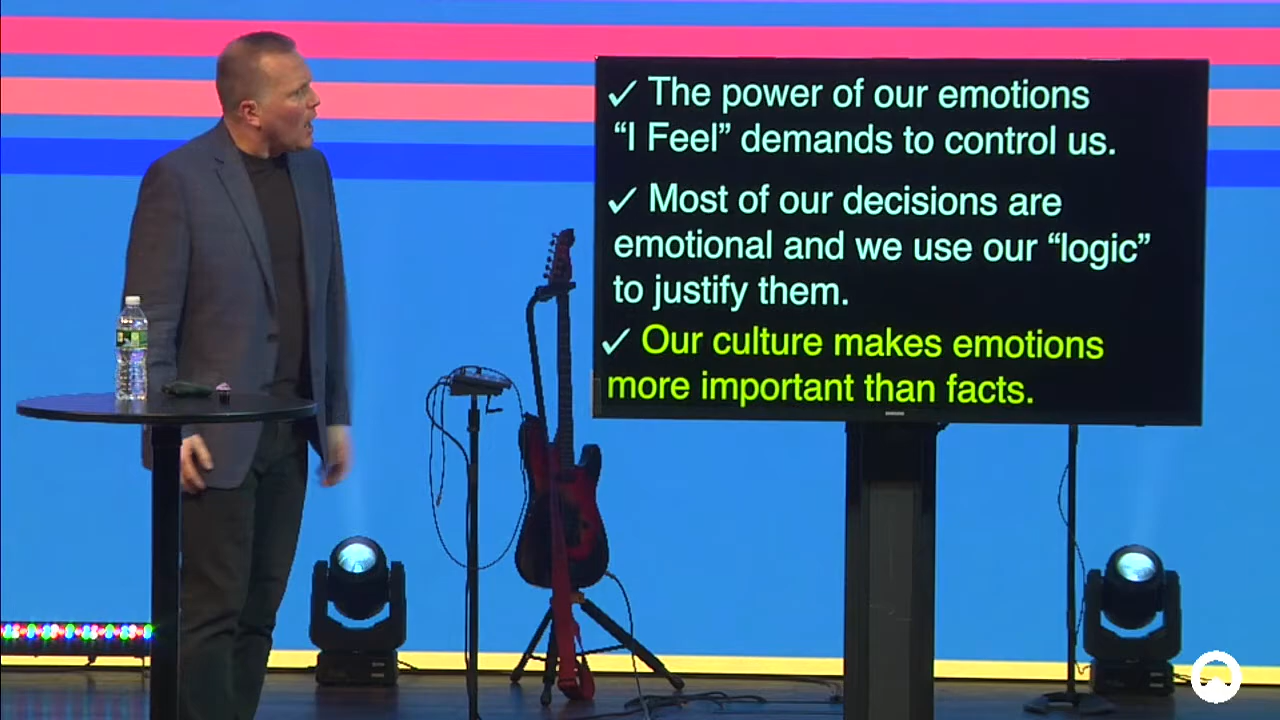 ✓ The power of our emotions
“I Feel” demands to control us.
✓ Most of our decisions are
emotional and we use our “logic”
to justify them.
✓ Our culture makes emotions
more important than facts.